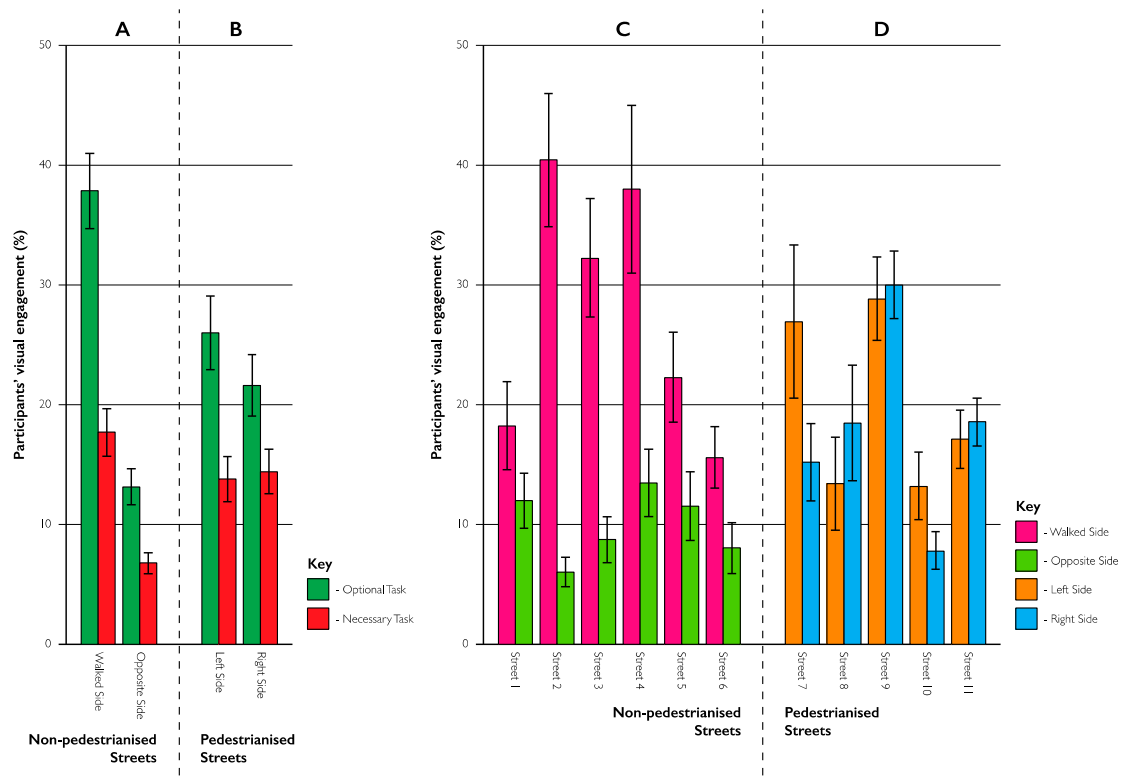 A
B
50
40
30
20
10
0
Participants' visual engagement (%)
Walked Side
Opposite Side
Left Side
Right Side
Non-pedestrianised
Streets
Pedestrianised
Streets
Key
- Optional Task
- Necessary Task
C
D
50
40
30
20
10
0
Participants' visual engagement (%)
Street 1
Street 2
Street 3
Street 4
Street 5
Street 6
Street 7
Street 8
Street 9
Street 10
Street 11
Non-pedestrianised
Streets
Pedestrianised
Streets
Key
- Walked Side
- Opposite Side
- Left Side
- Right Side